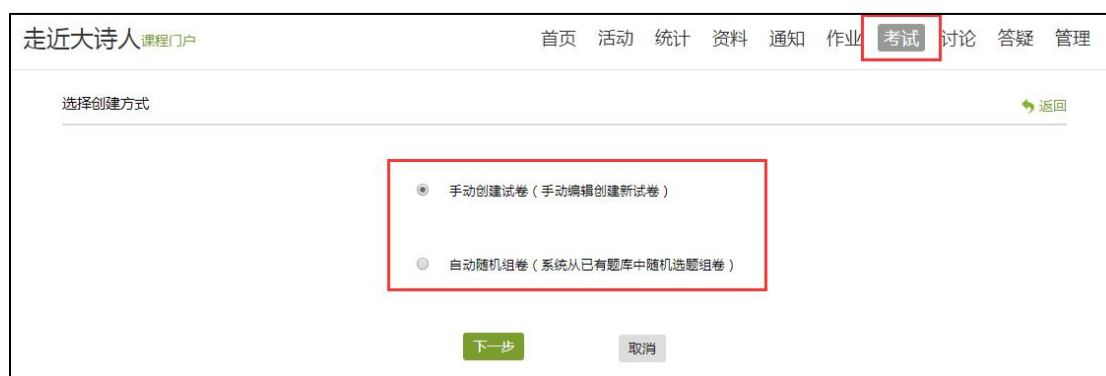 走近大诗人课程门户 首页 活动 统计 资料 通知 作业 考试 讨论 答疑 管理
选择创建方式 返回
手动创建试卷（手动编辑创建新试卷）
自动随机组卷（系统从已有题库中随机选题组卷）
下一步 取消